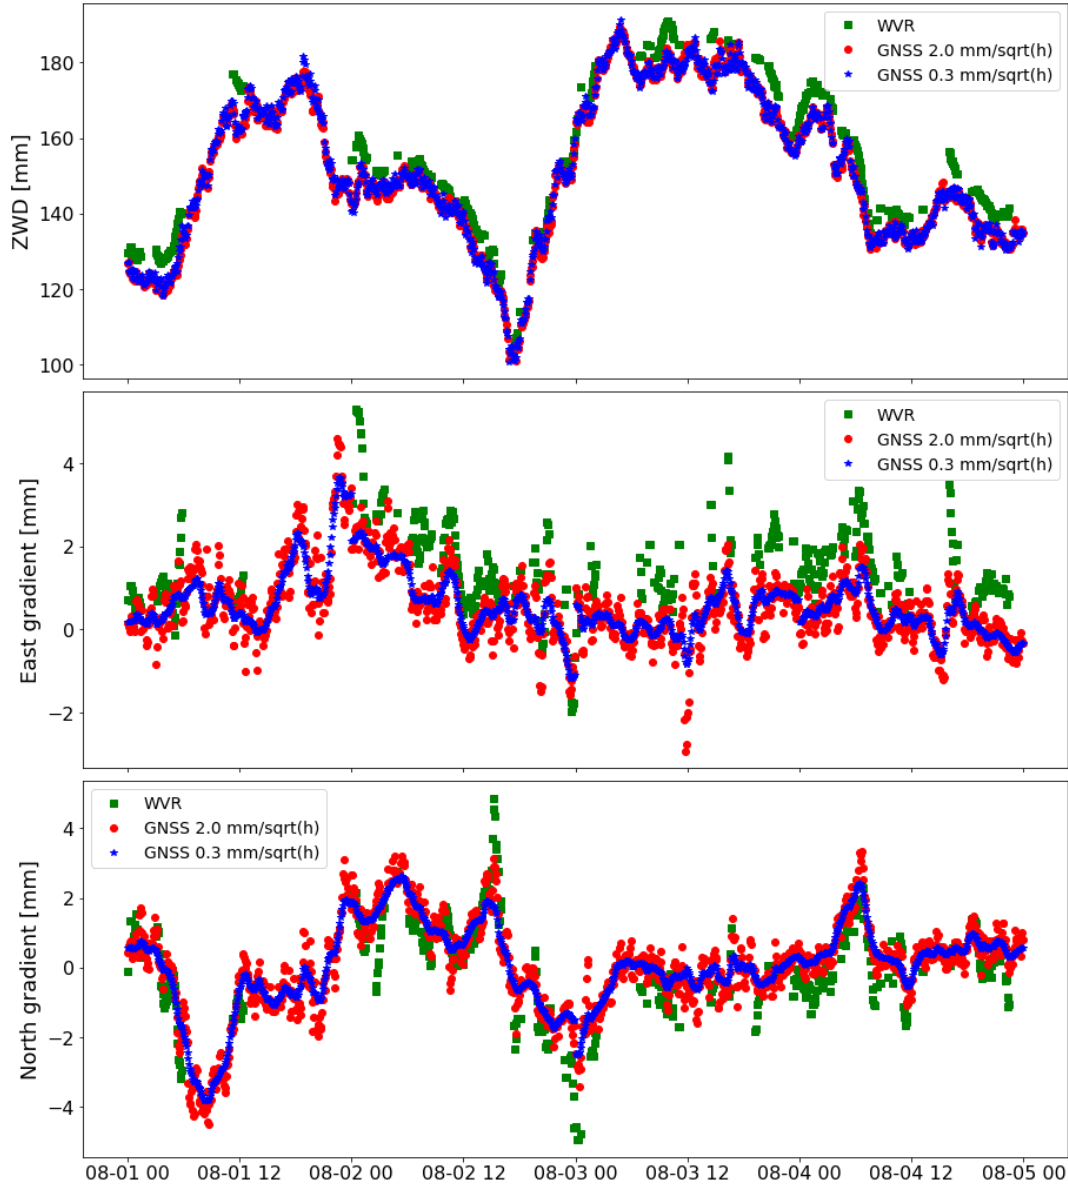 180
160
140
120
100
ZWD [mm]
WVR
GNSS 2.0 mm/sqrt(h)
GNSS 0.3 mm/sqrt(h)
4
2
0
−2
East gradient [mm]
WVR
GNSS 2.0 mm/sqrt(h)
GNSS 0.3 mm/sqrt(h)
4
2
0
−2
−4
North gradient [mm]
WVR
GNSS 2.0 mm/sqrt(h)
GNSS 0.3 mm/sqrt(h)
08-01 00 08-01 12 08-02 00 08-02 12 08-03 00 08-03 12 08-04 00 08-04 12 08-05 00